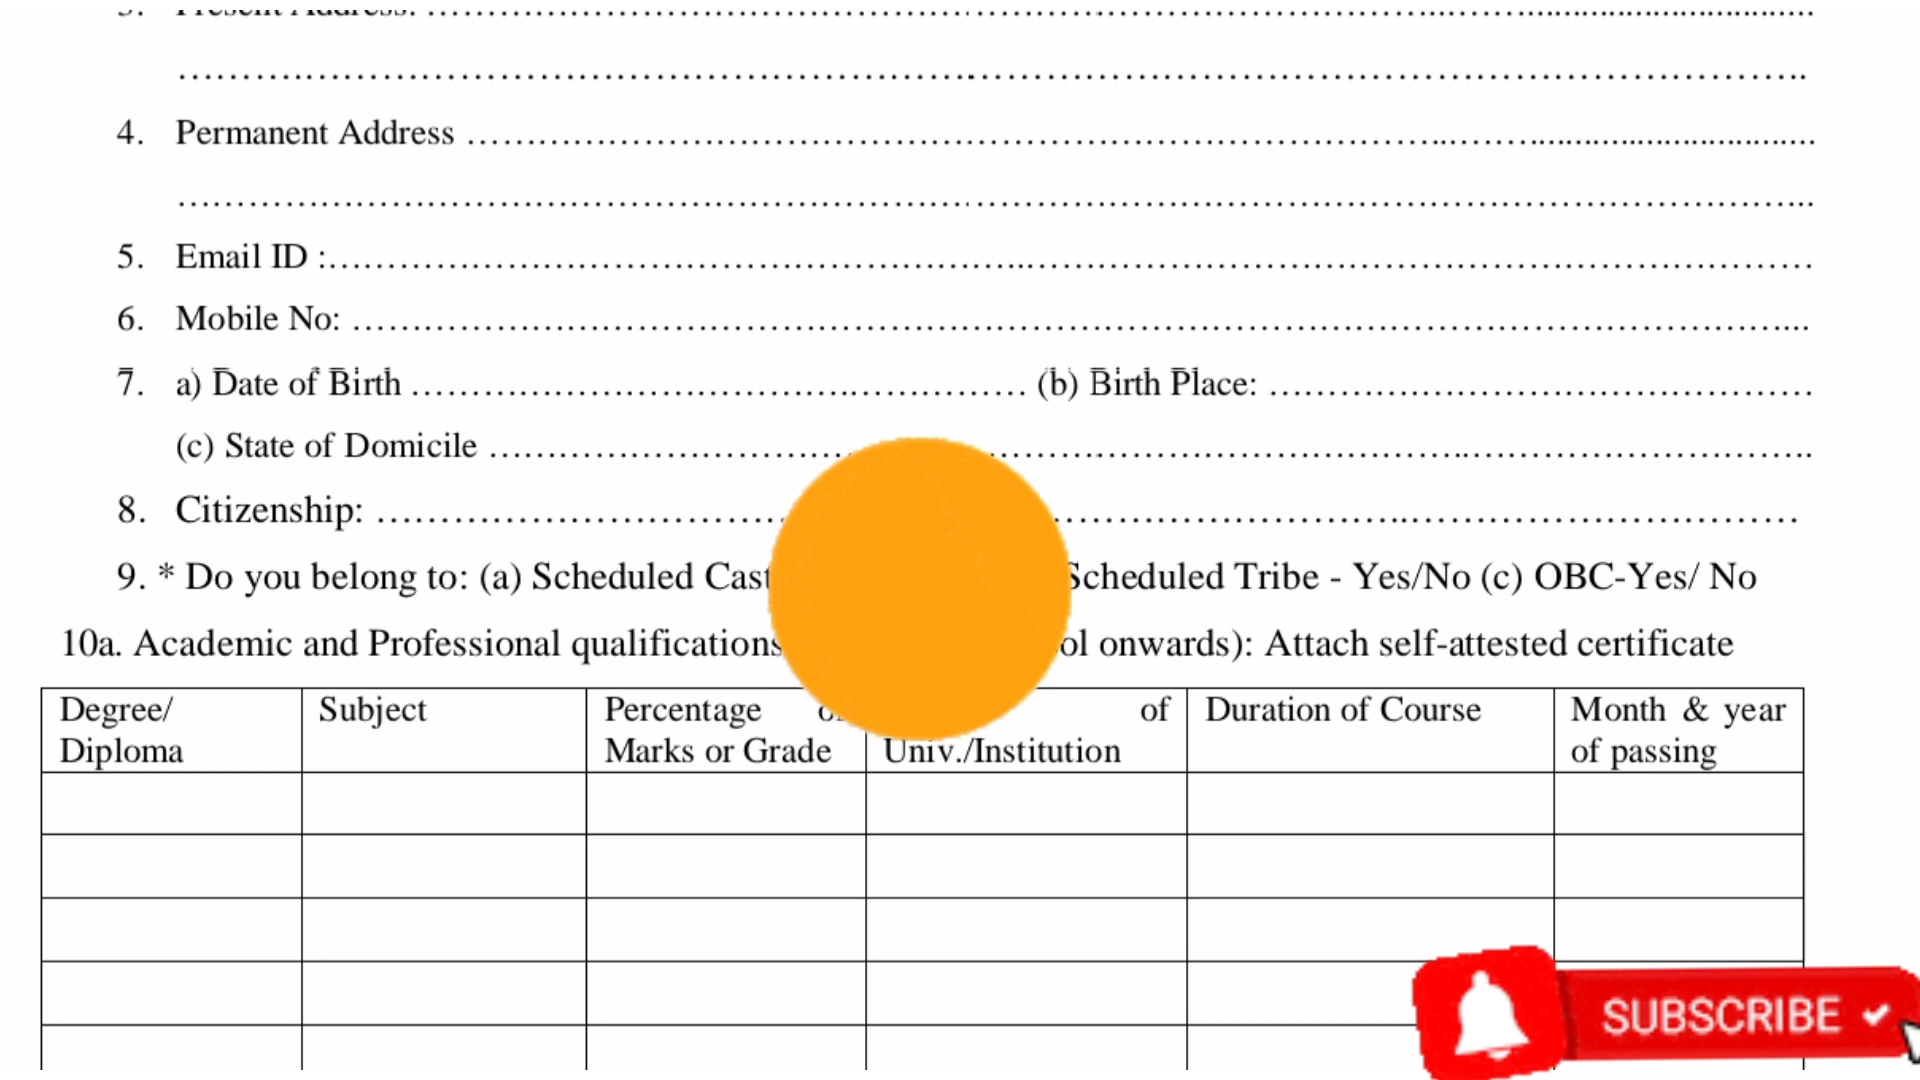 3. Present Address: ........................................................................
........................................................................
4. Permanent Address ........................................................................
........................................................................
5. Email ID :........................................................................
6. Mobile No: ........................................................................
7. a) Date of Birth .................................... (b) Birth Place: ....................................
(c) State of Domicile ........................................................................
8. Citizenship: ........................................................................
9. * Do you belong to: (a) Scheduled Scheduled Tribe - Yes/No (c) OBC-Yes/ No
10a. Academic and Professional qualifications onwards): Attach self-attested certificate
Degree/
Diploma
Subject
Percentage
Marks or Grade
of
Univ./Institution
Duration of Course
Month & year
of passing
SUBSCRIBE